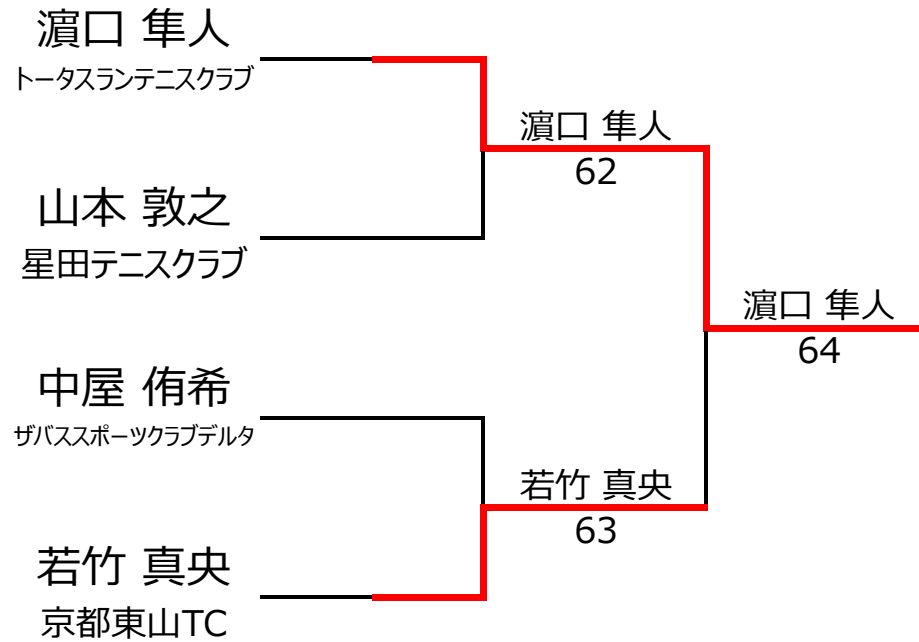 濵口 隼人
トータスランテニスクラブ
濵口 隼人
62
山本 敦之
星田テニスクラブ
濵口 隼人
64
中屋 侑希
ザバススポーツクラブデルタ
若竹 真央
63
若竹 真央
京都東山TC